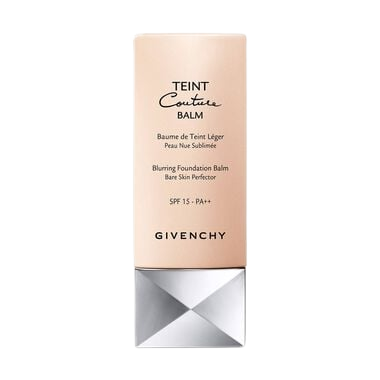 TEINT
Couture
BALM
Baume de Teint Léger
Peau Nue Sublimée
Blurring Foundation Balm
Bare Skin Perfector
SPF 15 - PA++
GIVENCHY